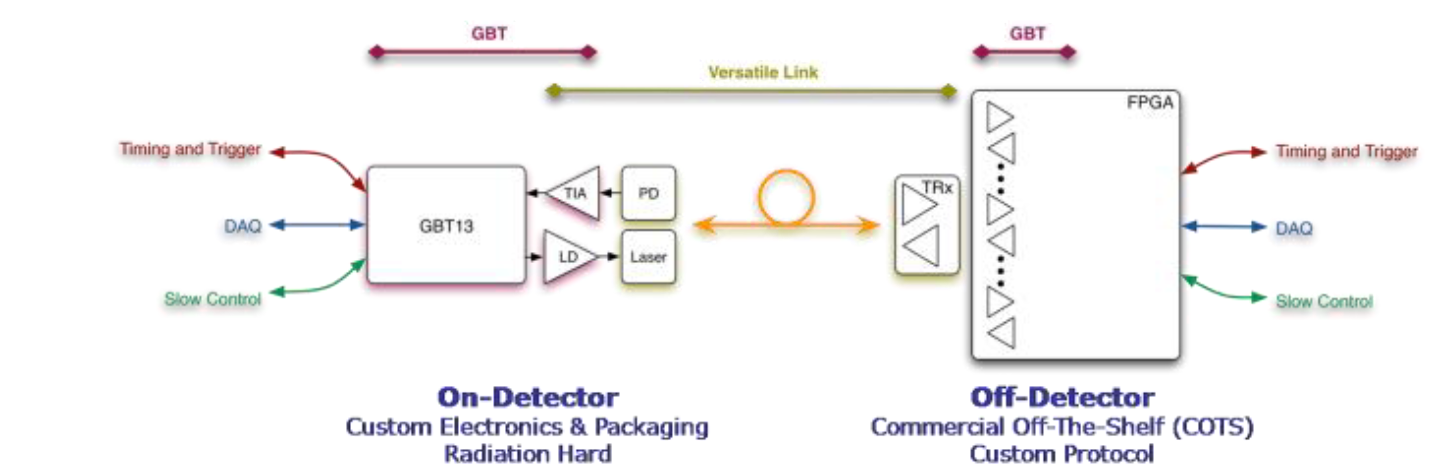 GBT
GBT
Versatile Link
FPGA
Timing and Trigger
DAQ
Slow Control
GBT13
TIA
PD
LD
Laser
TRx
Timing and Trigger
DAQ
Slow Control
On-Detector
Custom Electronics & Packaging
Radiation Hard
Off-Detector
Commercial Off-The-Shelf (COTS)
Custom Protocol